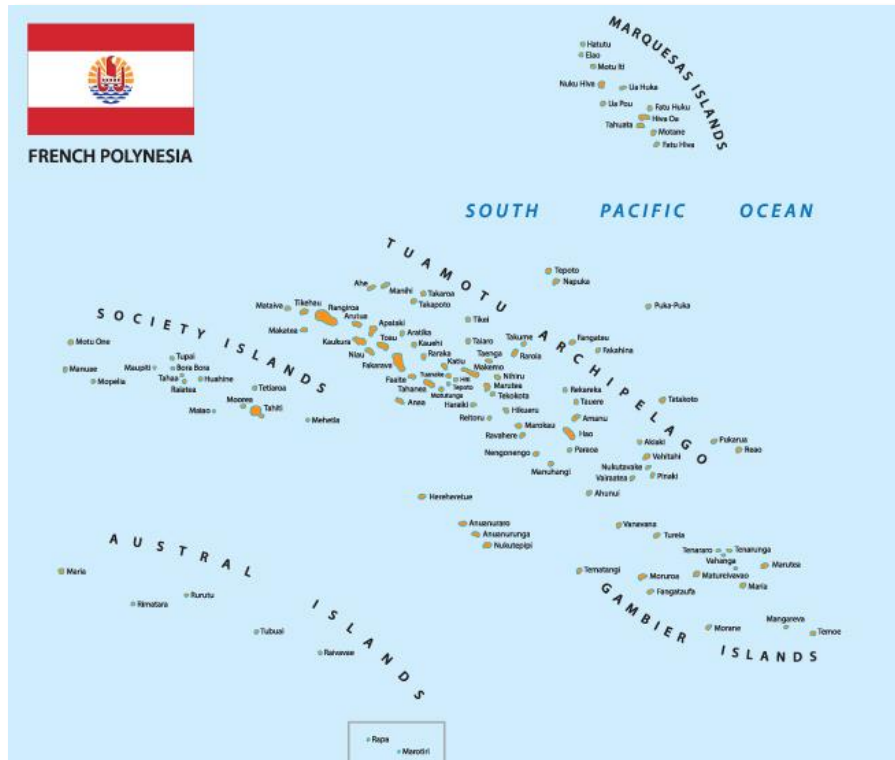 FRENCH POLYNESIA
MARQUESAS ISLANDS
Hatutu
Eiao
Motu Iti
Nuku Hiva
Ua Huka
Ua Pou
Fatu Huku
Hiva Oa
Tahuata
Motane
Fatu Hiva
SOUTH PACIFIC OCEAN
TUAMOTU ARCHIPELAGO
Tepoto
Napuka
Puka-Puka
Ahe
Manihi
Takaroa
Takapoto
Mataiva
Tikehau
Rangiroa
Arutua
Apataki
Makatea
Kaukura
Toau
Aratika
Kauehi
Niau
Fakarava
Raraka
Katiu
Taenga
Taiaro
Tikei
Takume
Raroia
Fangatau
Fakahina
Faaite
Tuanake
Hiti
Tepoto
Makemo
Nihiru
Tahanea
Motutunga
Marutea
Anaa
Haraiki
Tekokota
Reitoru
Hikueru
Rekareka
Tauere
Tatakoto
Marokau
Amanu
Ravahere
Hao
Nengonengo
Paraoa
Manuhangi
Akiaki
Vahitahi
Nukutavake
Vairaatea
Pinaki
Pukarua
Reao
Ahunui
Hereheretue
Anuanuraro
Anuanurunga
Nukutepipi
SOCIETY ISLANDS
Motu One
Manuae
Mopelia
Maupiti
Tupai
Bora Bora
Tahaa
Huahine
Raiatea
Tetiaroa
Moorea
Maiao
Tahiti
Mehetia
AUSTRAL ISLANDS
Maria
Rurutu
Rimatara
Tubuai
Raivavae
Rapa
Marotiri
GAMBIER ISLANDS
Vanavana
Tureia
Tenararo
Tenarunga
Vahanga
Marutea
Tematangi
Moruroa
Matureivavao
Fangataufa
Maria
Morane
Mangareva
Temoe